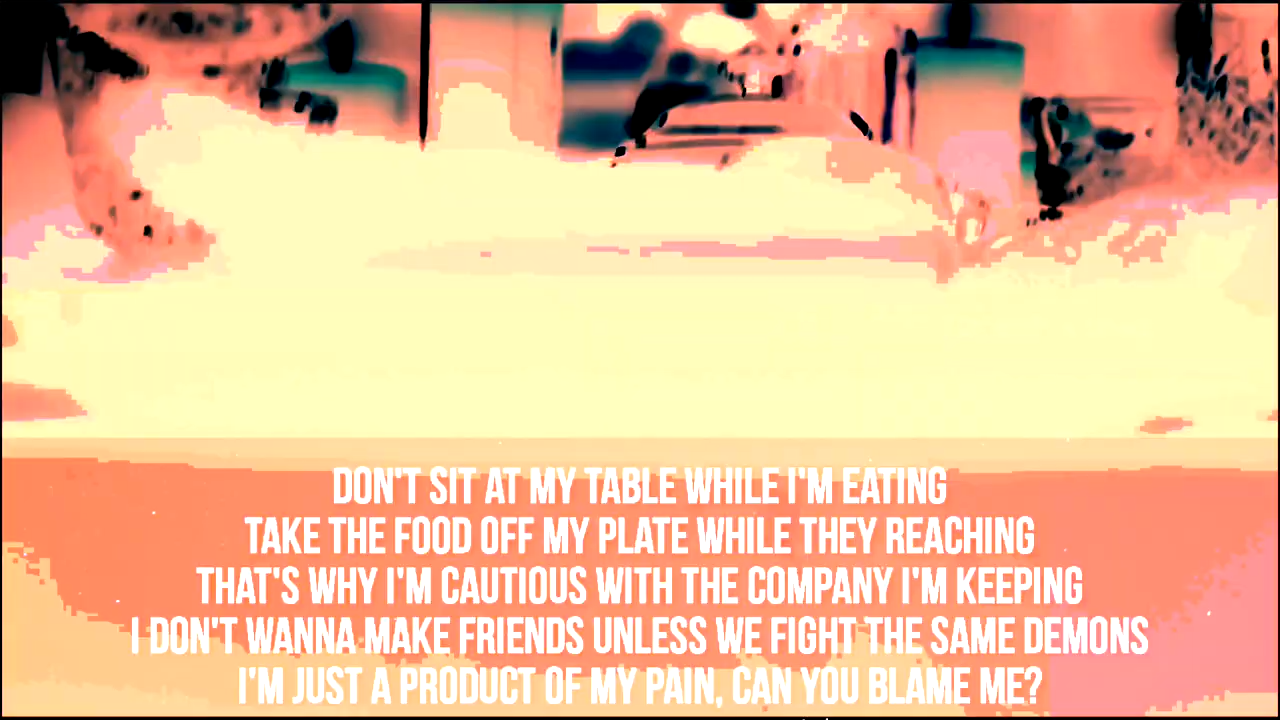 DON'T SIT AT MY TABLE WHILE I'M EATING
TAKE THE FOOD OFF MY PLATE WHILE THEY REACHING
THAT'S WHY I'M CAUTIOUS WITH THE COMPANY I'M KEEPING
I DON'T WANNA MAKE FRIENDS UNLESS WE FIGHT THE SAME DEMONS
I'M JUST A PRODUCT OF MY PAIN, CAN YOU BLAME ME?